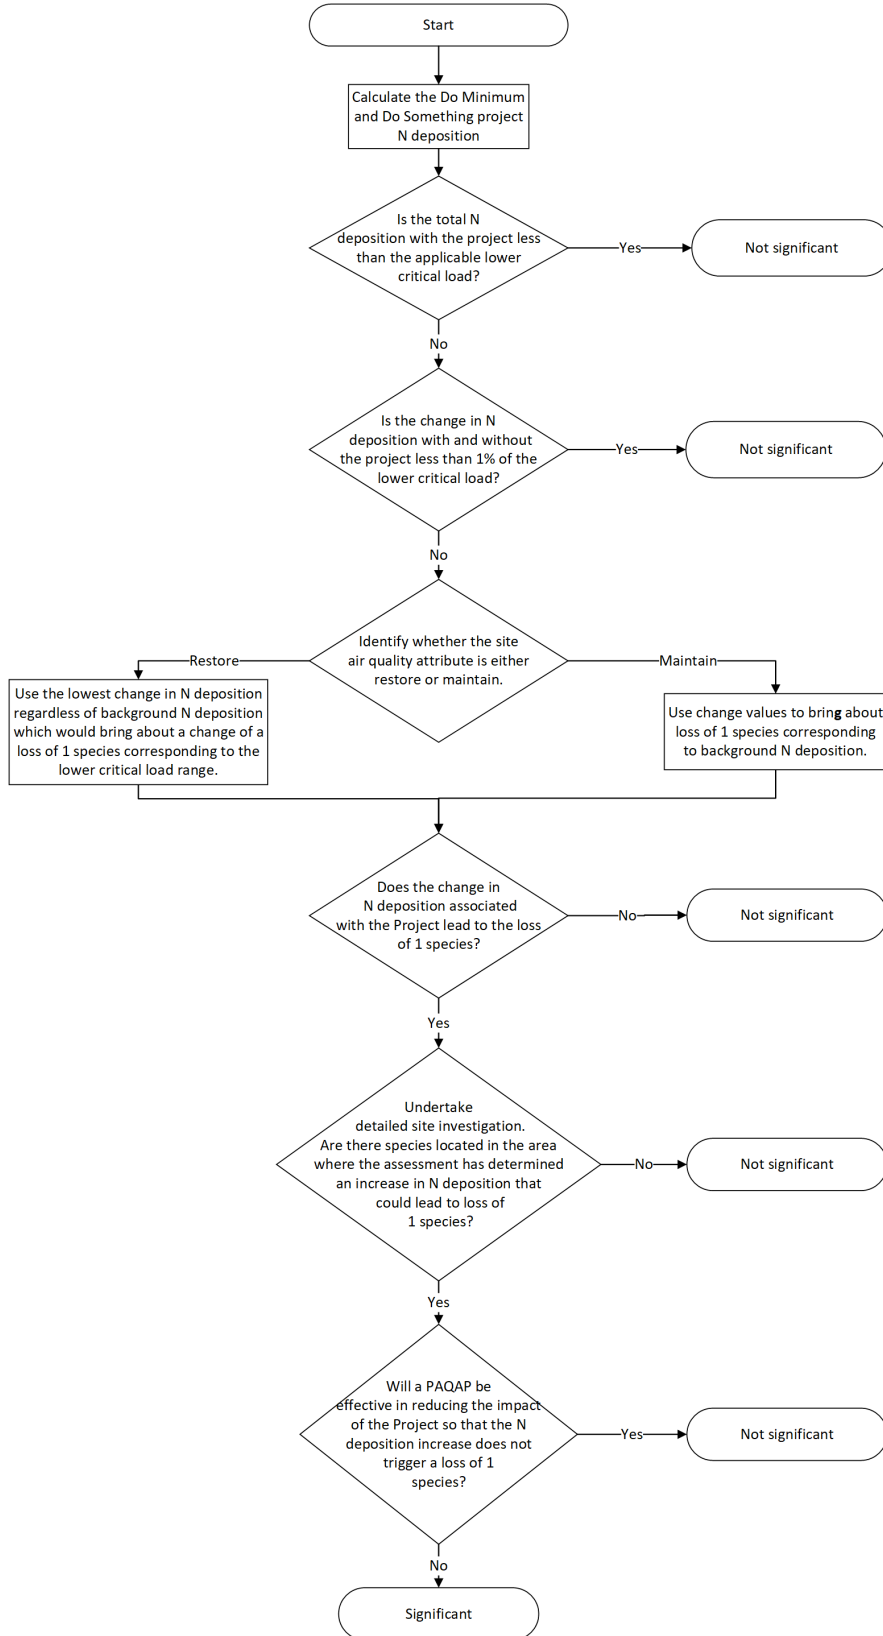 Start
Calculate the Do Minimum
and Do Something project
N deposition
Is the total N
deposition with the project less
than the applicable lower
critical load?
Yes
Not significant
No
Is the change in N
deposition with and without
the project less than 1% of the
lower critical load?
Yes
Not significant
No
Identify whether the site
air quality attribute is either
restore or maintain.
Restore
Maintain
Use the lowest change in N deposition
regardless of background N deposition
which would bring about a change of a
loss of 1 species corresponding to the
lower critical load range.
Use change values to bring about
loss of 1 species corresponding
to background N deposition.
Does the change in
N deposition associated
with the Project lead to the loss
of 1 species?
No
Not significant
Yes
Undertake
detailed site investigation.
Are there species located in the area
where the assessment has determined
an increase in N deposition that
could lead to loss of
1 species?
No
Not significant
Yes
Will a PAQAP be
effective in reducing the impact
of the Project so that the N
deposition increase does not
trigger a loss of 1
species?
Yes
Not significant
No
Significant